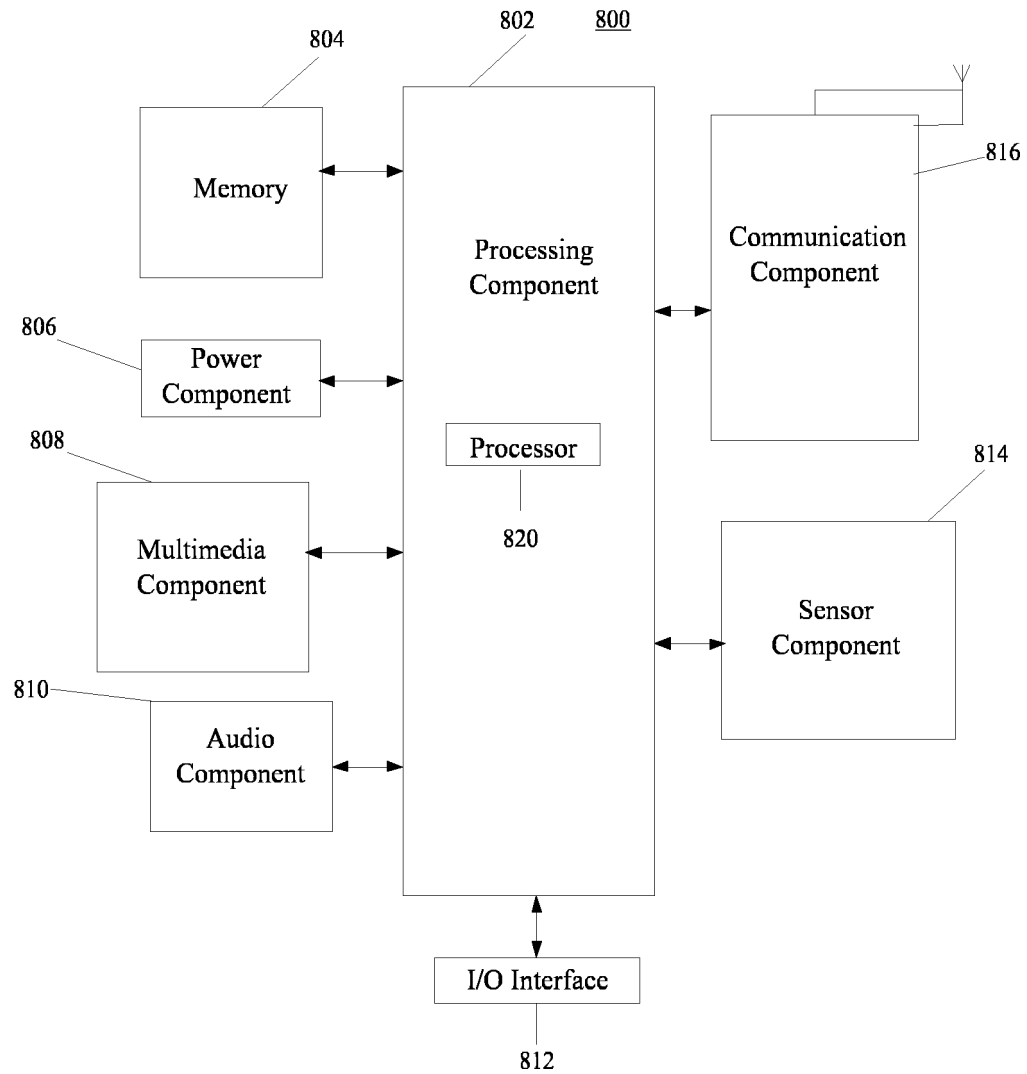 802
800
804
Memory
816
Communication
Component
Processing
Component
806
Power
Component
808
Processor
814
820
Multimedia
Component
Sensor
Component
810
Audio
Component
I/O Interface
812